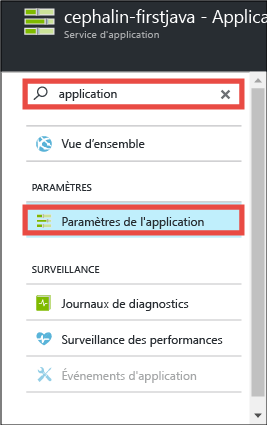 cephalin-firstjava - Applica
Service d'application
application
Vue d’ensemble
PARAMÈTRES
Paramètres de l'application
SURVEILLANCE
Journaux de diagnostics
Surveillance des performances
Événements d'application